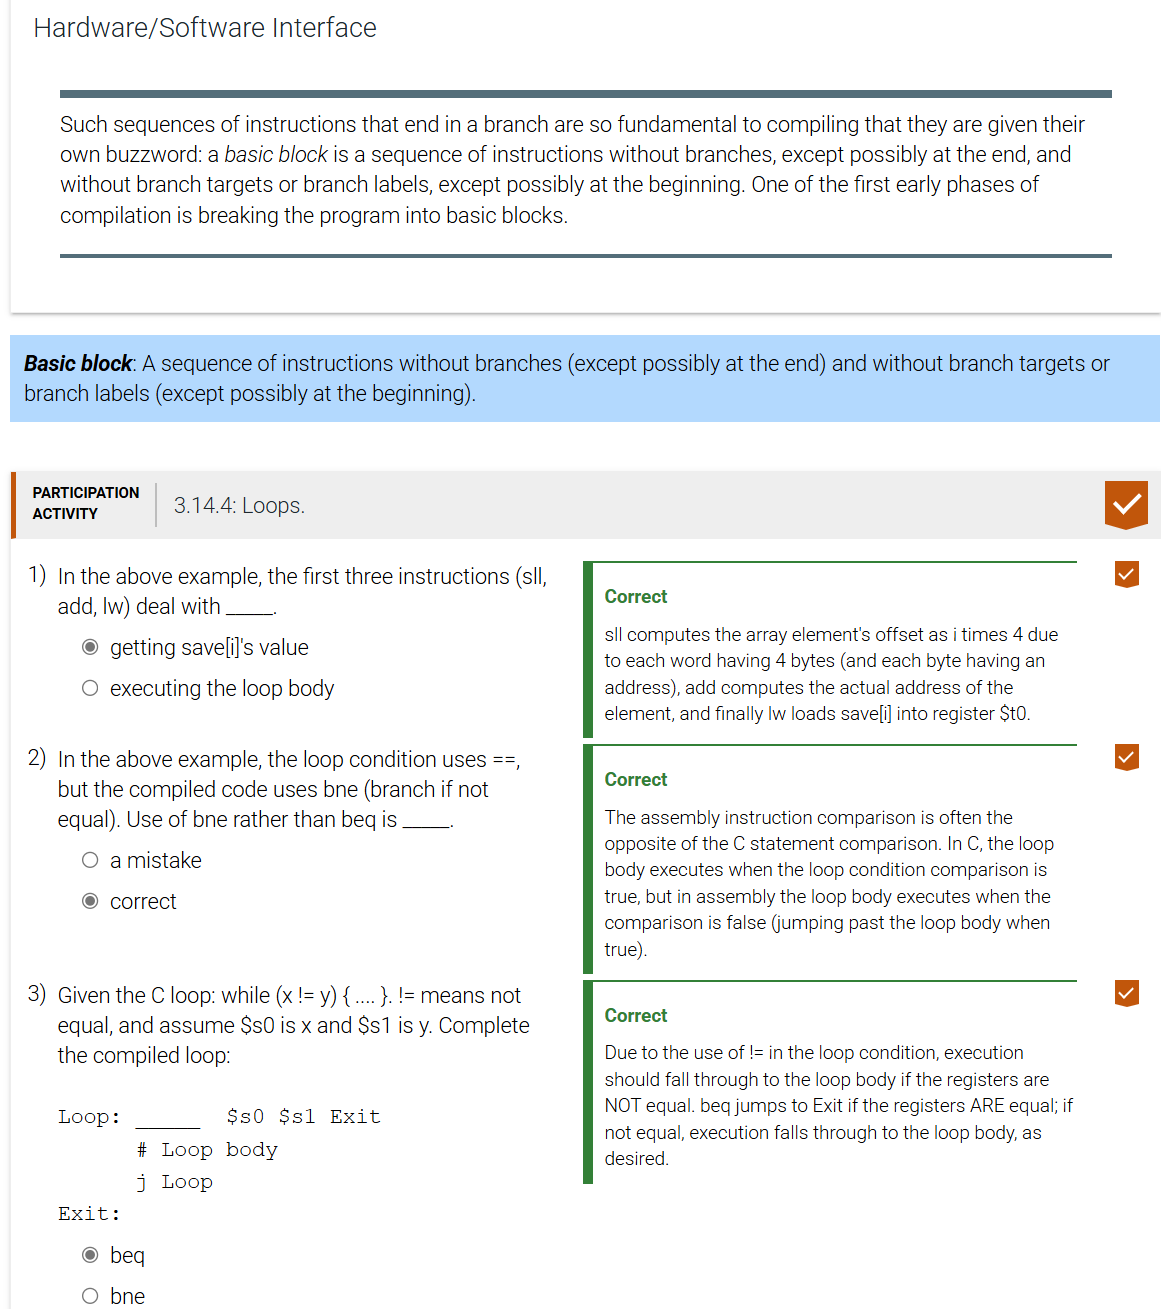 Hardware/Software Interface
Such sequences of instructions that end in a branch are so fundamental to compiling that they are given their
own buzzword: a basic block is a sequence of instructions without branches, except possibly at the end, and
without branch targets or branch labels, except possibly at the beginning. One of the first early phases of
compilation is breaking the program into basic blocks.
Basic block: A sequence of instructions without branches (except possibly at the end) and without branch targets or
branch labels (except possibly at the beginning).
PARTICIPATION
ACTIVITY
3.14.4: Loops.
1) In the above example, the first three instructions (sll,
add, lw) deal with _____.
getting save[i]'s value
executing the loop body
Correct
sll computes the array element's offset as i times 4 due
to each word having 4 bytes (and each byte having an
address), add computes the actual address of the
element, and finally lw loads save[i] into register $t0.
2) In the above example, the loop condition uses ==,
but the compiled code uses bne (branch if not
equal). Use of bne rather than beq is _____.
a mistake
correct
Correct
The assembly instruction comparison is often the
opposite of the C statement comparison. In C, the loop
body executes when the loop condition comparison is
true, but in assembly the loop body executes when the
comparison is false (jumping past the loop body when
true).
3) Given the C loop: while (x != y) { .... }. != means not
equal, and assume $s0 is x and $s1 is y. Complete
the compiled loop:
Loop: _____ $s0 $s1 Exit
# Loop body
j Loop
Exit:
beq
bne
Correct
Due to the use of != in the loop condition, execution
should fall through to the loop body if the registers are
NOT equal. beq jumps to Exit if the registers ARE equal; if
not equal, execution falls through to the loop body, as
desired.